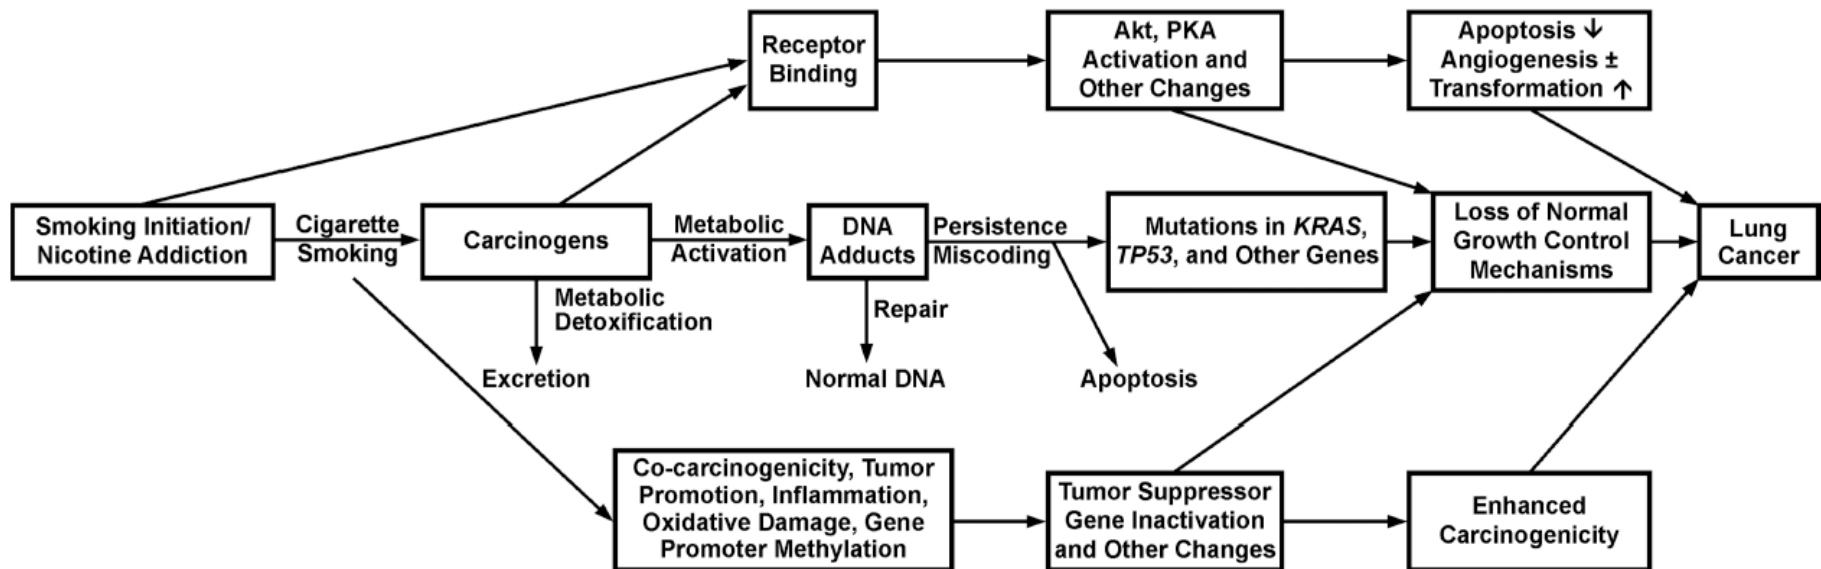 Receptor
Binding
Akt, PKA
Activation and
Other Changes
Apoptosis ↓
Angiogenesis ±
Transformation ↑
Smoking Initiation/
Nicotine Addiction
Cigarette
Smoking
Carcinogens
Metabolic
Activation
DNA
Adducts
Persistence
Miscoding
Mutations in KRAS,
TP53, and Other Genes
Loss of Normal
Growth Control
Mechanisms
Lung
Cancer
Metabolic
Detoxification
Repair
Excretion
Normal DNA
Apoptosis
Co-carcinogenicity, Tumor
Promotion, Inflammation,
Oxidative Damage, Gene
Promoter Methylation
Tumor Suppressor
Gene Inactivation
and Other Changes
Enhanced
Carcinogenicity